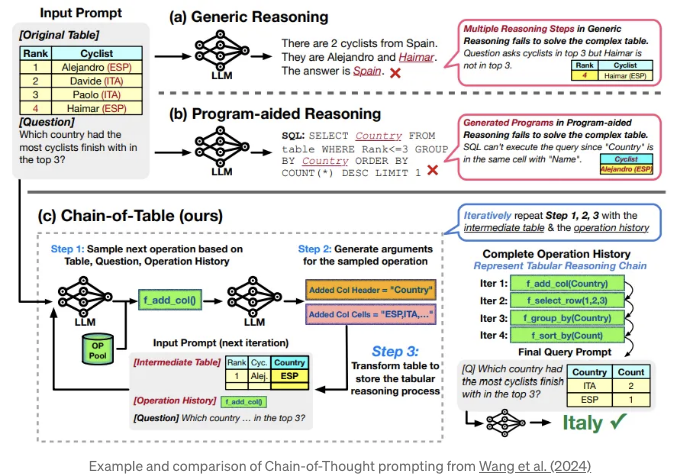 Input Prompt
[Original Table]
Rank Cyclist
1 Alejandro (ESP)
2 Davide (ITA)
3 Paolo (ITA)
4 Haimar (ESP)
[Question]
Which country had the
most cyclists finish with in
the top 3?
(a) Generic Reasoning
LLM
There are 2 cyclists from Spain.
They are Alejandro and Haimar.
The answer is Spain.
Multiple Reasoning Steps in Generic
Reasoning fails to solve the complex table.
Question asks cyclists in top 3 but Haimar is
not in top 3.
Rank Cyclist
4 Haimar (ESP)
(b) Program-aided Reasoning
LLM
SQL: SELECT Country FROM
table WHERE Rank<=3 GROUP
BY Country ORDER BY
COUNT(*) DESC LIMIT 1
Generated Programs in Program-aided
Reasoning fails to solve the complex table.
SQL can't execute the query since "Country" is
in the same cell with "Name".
Cyclist
Alejandro (ESP)
(c) Chain-of-Table (ours)
Iteratively repeat Step 1, 2, 3 with the
intermediate table & the operation history
Step 1: Sample next operation based on
Table, Question, Operation History
LLM
OP
Pool
f_add_col()
LLM
Step 2: Generate arguments
for the sampled operation
Added Col Header = "Country"
Added Col Cells = "ESP,ITA,…"
Step 3:
Transform table to
store the tabular
reasoning process
Input Prompt (next iteration)
[Intermediate Table]
Rank Cyc. Country
1 Alej. ESP
[Operation History] f_add_col()
[Question] Which country … in the top 3?
Complete Operation History
Represent Tabular Reasoning Chain
Iter 1: f_add_col(Country)
Iter 2: f_select_row(1,2,3)
Iter 3: f_group_by(Country)
Iter 4: f_sort_by(Count)
Final Query Prompt
[Q] Which country had
the most cyclists finish
with in the top 3?
Country Count
ITA 2
ESP 1
LLM
Italy
Example and comparison of Chain-of-Thought prompting from Wang et al. (2024)